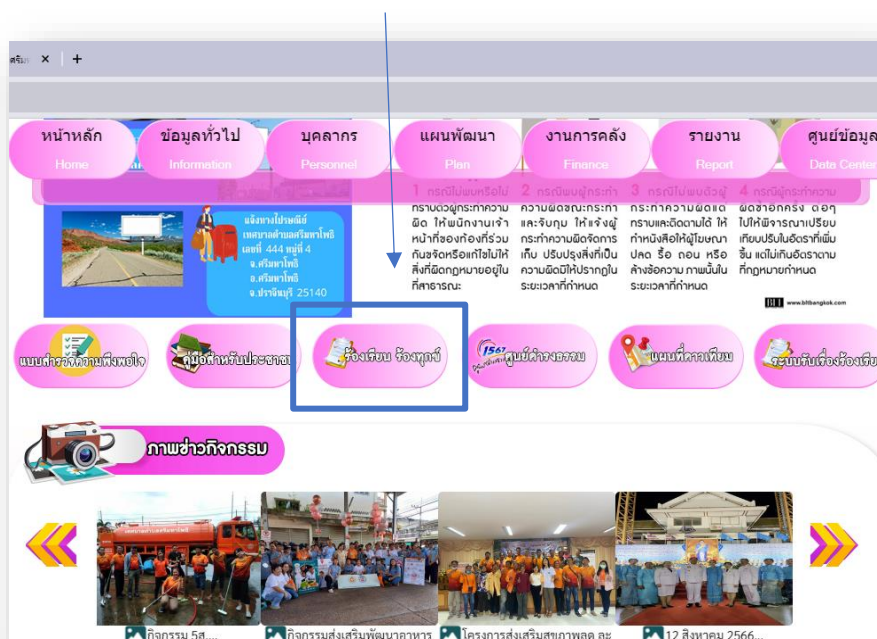 หน้าหลัก
Home
ข้อมูลทั่วไป
Information
บุคลากร
Personnel
แผนพัฒนา
Plan
งานการคลัง
Finance
รายงาน
Report
ศูนย์ข้อมูล
Data Center
แจ้งทางไปรษณีย์
เทศบาลตำบลศรีมหาโพธิ
เลขที่ 444 หมู่ที่ 4
ต.ศรีมหาโพธิ
อ.ศรีมหาโพธิ
จ.ปราจีนบุรี 25140
1 กรณีไม่พบหรือไม่
ทราบตัวผู้กระทำความ
ผิด ให้พนักงานเจ้า
หน้าที่ของท้องที่ร่วม
กันขจัดหรือแก้ไขไม่ให้
สิ่งที่ผิดกฎหมายอยู่ใน
ที่สาธารณะ
2 กรณีพบผู้กระทำ
ความผิดขณะกระทำ
และจับกุม ให้แจ้งผู้
กระทำความผิดจัดการ
เก็บ ปรับปรุงสิ่งที่เป็น
ความผิดมิให้ปรากฏใน
ระยะเวลาที่กำหนด
3 กรณีไม่พบตัวผู้
กระทำความผิดแต่
ทราบและติดตามได้ ให้
ทำหนังสือให้ผู้โฆษณา
ปลด รื้อ ถอน หรือ
ล้างข้อความ ภาพนั้นใน
ระยะเวลาที่กำหนด
4 กรณีผู้กระทำความ
ผิดซ้ำอีกครั้ง ต่อๆ
ไปให้พิจารณาเปรียบ
เทียบปรับในอัตราที่เพิ่ม
ขึ้น แต่ไม่เกินอัตราตาม
ที่กฎหมายกำหนด
BLT www.bltbangkok.com
แบบสำรวจความพึงพอใจ
คู่มือสำหรับประชาชน
ร้องเรียน ร้องทุกข์
1567 ศูนย์ดำรงธรรม
แผนที่ดาวเทียม
ระบบรับเรื่องร้องเรีย
ภาพข่าวกิจกรรม
กิจกรรม 5ส....
กิจกรรมส่งเสริมพัฒนาอาหาร
โครงการส่งเสริมสุขภาพลด ละ
12 สิงหาคม 2566...